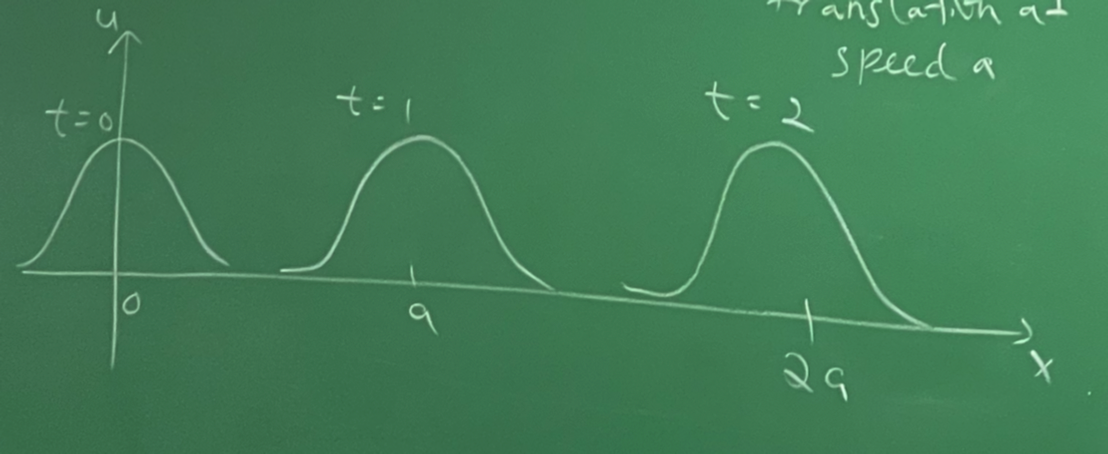 translation at
speed a
u
t=0
t=1
t=2
0
a
2a
x